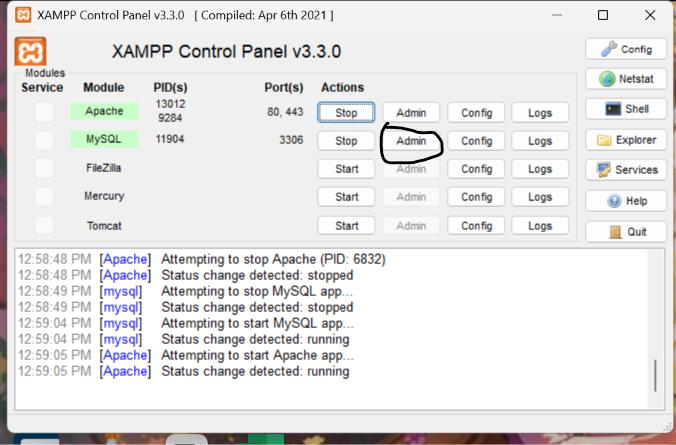 XAMPP Control Panel v3.3.0 [ Compiled: Apr 6th 2021 ]
XAMPP Control Panel v3.3.0
Config
Modules
Service Module PID(s) Port(s) Actions
Netstat
Apache 13012 9284 80, 443 Stop Admin Config Logs
Shell
MySQL 11904 3306 Stop Admin Config Logs
Explorer
FileZilla Start Admin Config Logs
Services
Mercury Start Admin Config Logs
Help
Tomcat Start Admin Config Logs
Quit
12:58:48 PM [Apache] Attempting to stop Apache (PID: 6832)
12:58:48 PM [Apache] Status change detected: stopped
12:58:49 PM [mysql] Attempting to stop MySQL app...
12:58:49 PM [mysql] Status change detected: stopped
12:59:04 PM [mysql] Attempting to start MySQL app...
12:59:04 PM [mysql] Status change detected: running
12:59:05 PM [Apache] Attempting to start Apache app...
12:59:05 PM [Apache] Status change detected: running